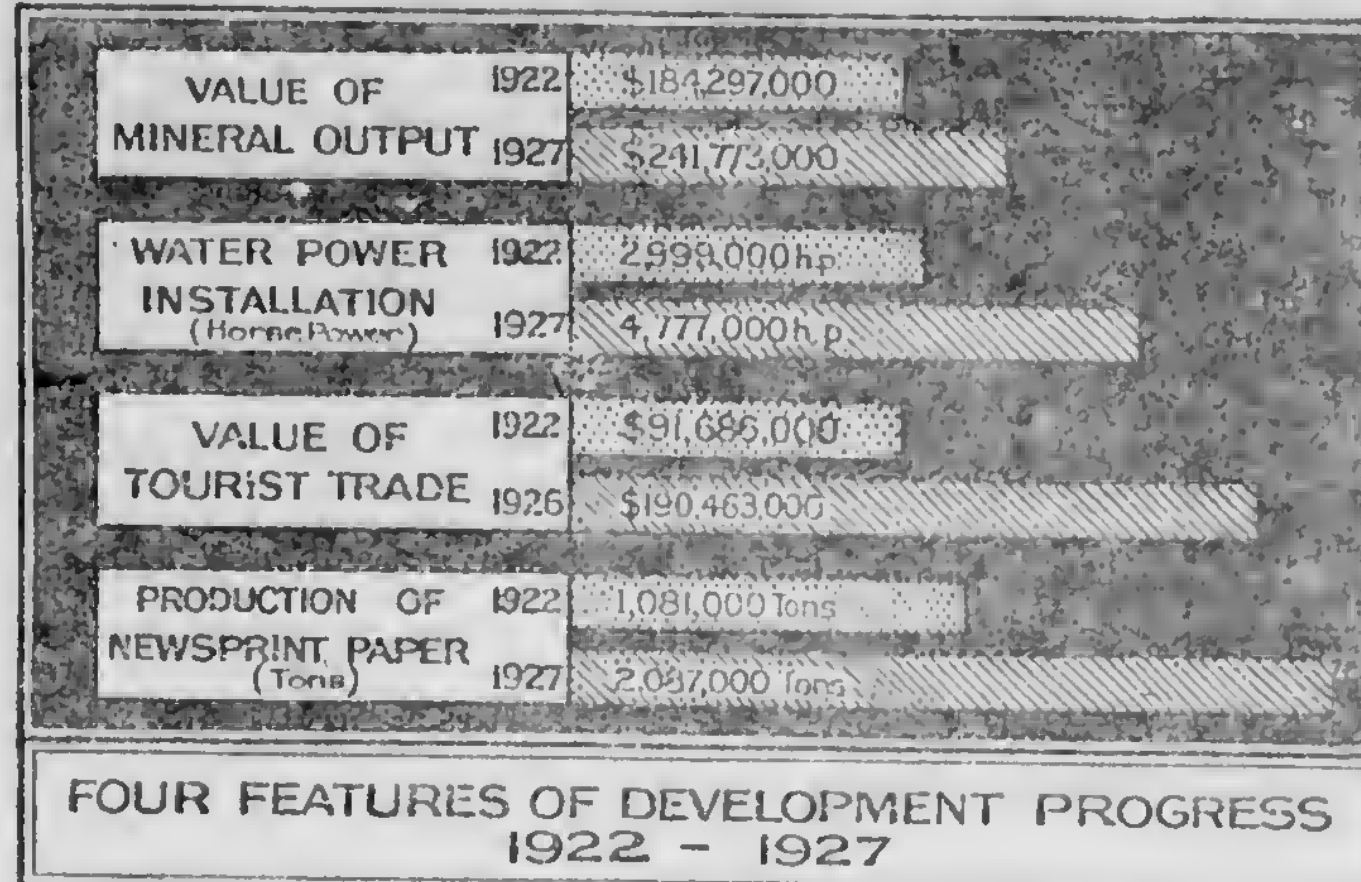 VALUE OF
MINERAL OUTPUT
1922 $184,297,000
1927 $241,773,000
WATER POWER
INSTALLATION
(Horse Power)
1922 2,999,000 h.p.
1927 4,777,000 h.p.
VALUE OF
TOURIST TRADE
1922 $91,686,000
1926 $190,463,000
PRODUCTION OF
NEWSPRINT PAPER
(Tons)
1922 1,081,000 Tons
1927 2,087,000 Tons
FOUR FEATURES OF DEVELOPMENT PROGRESS
1922 - 1927